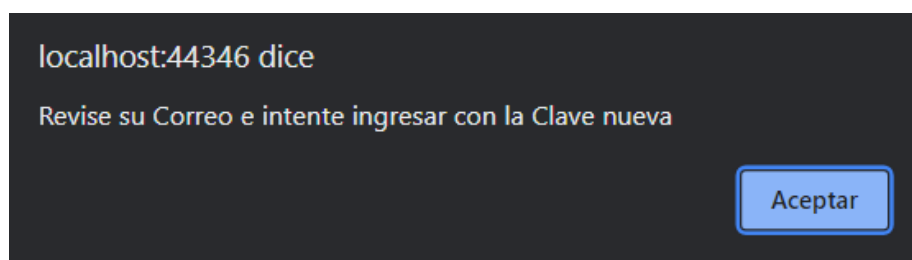 localhost:44346 dice
Revise su Correo e intente ingresar con la Clave nueva
Aceptar